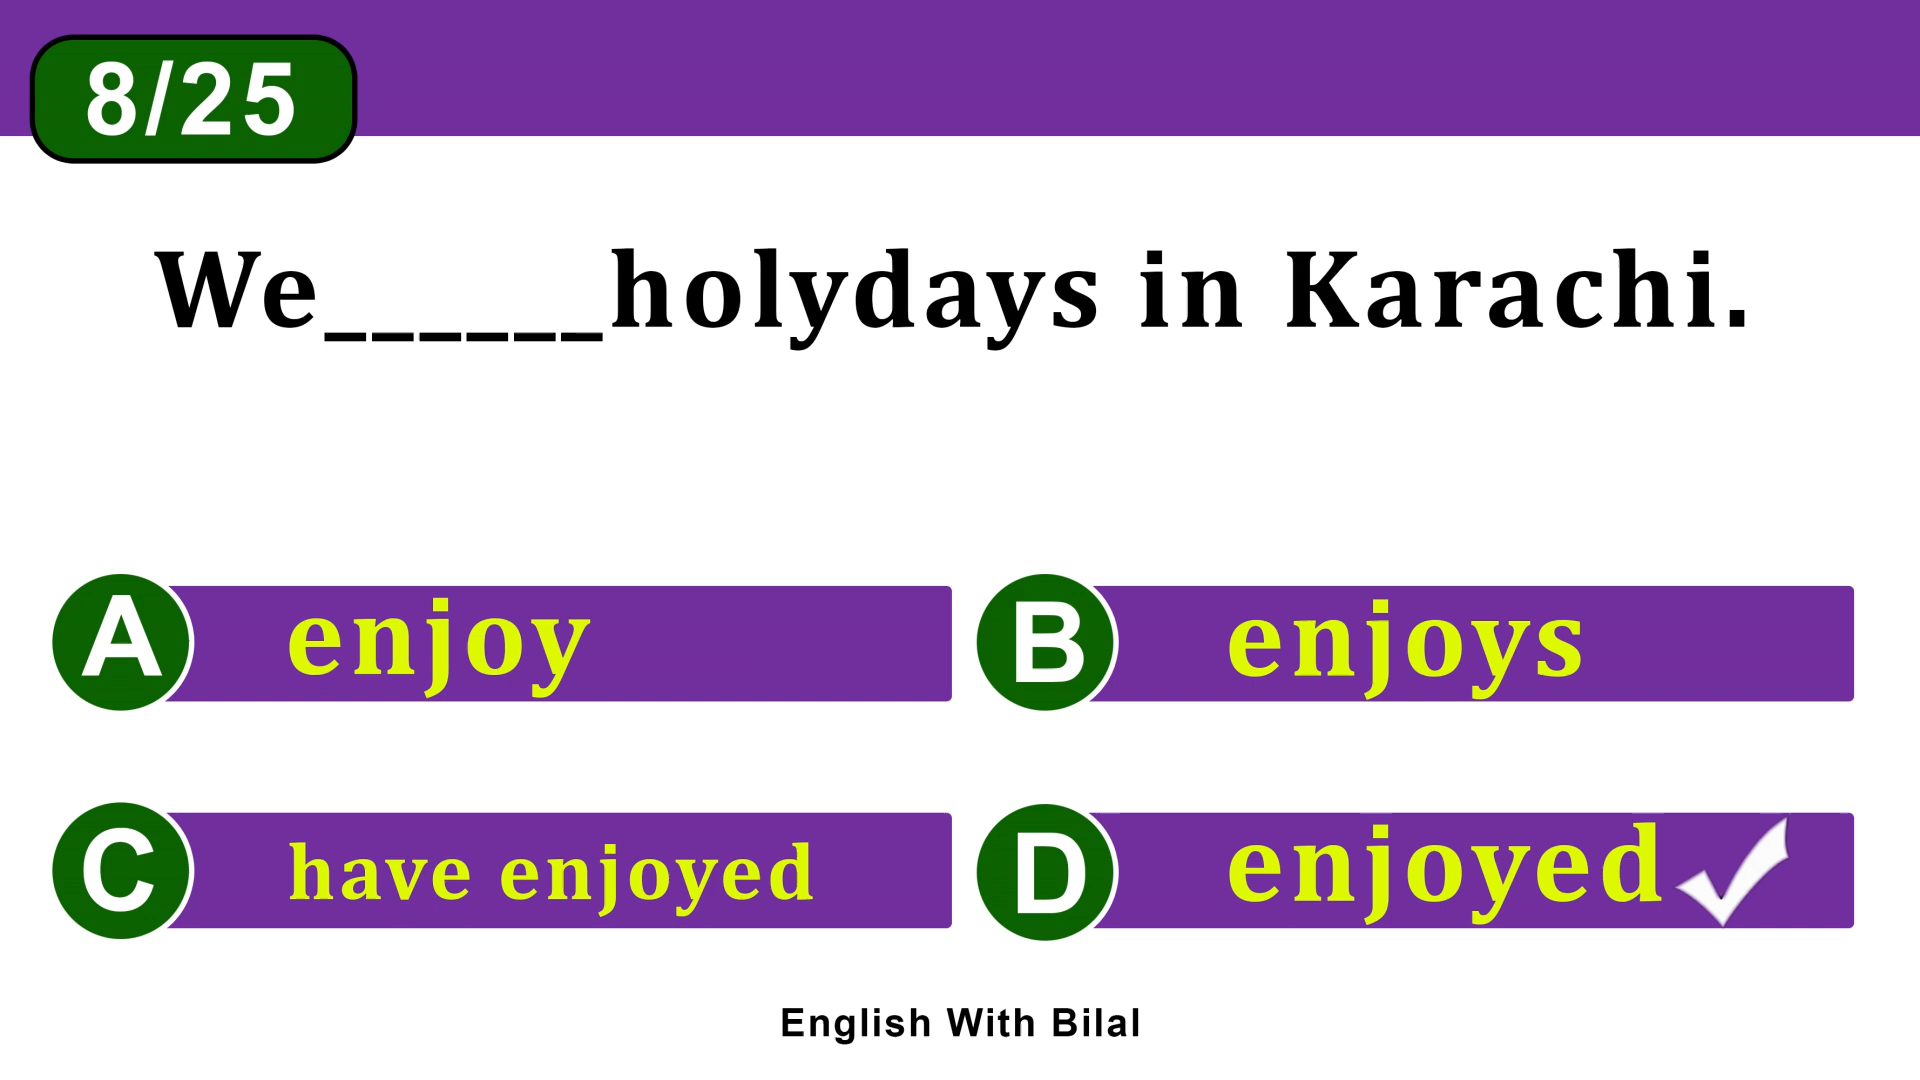 8/25
We______holydays in Karachi.
A enjoy
B enjoys
C have enjoyed
D enjoyed
English With Bilal